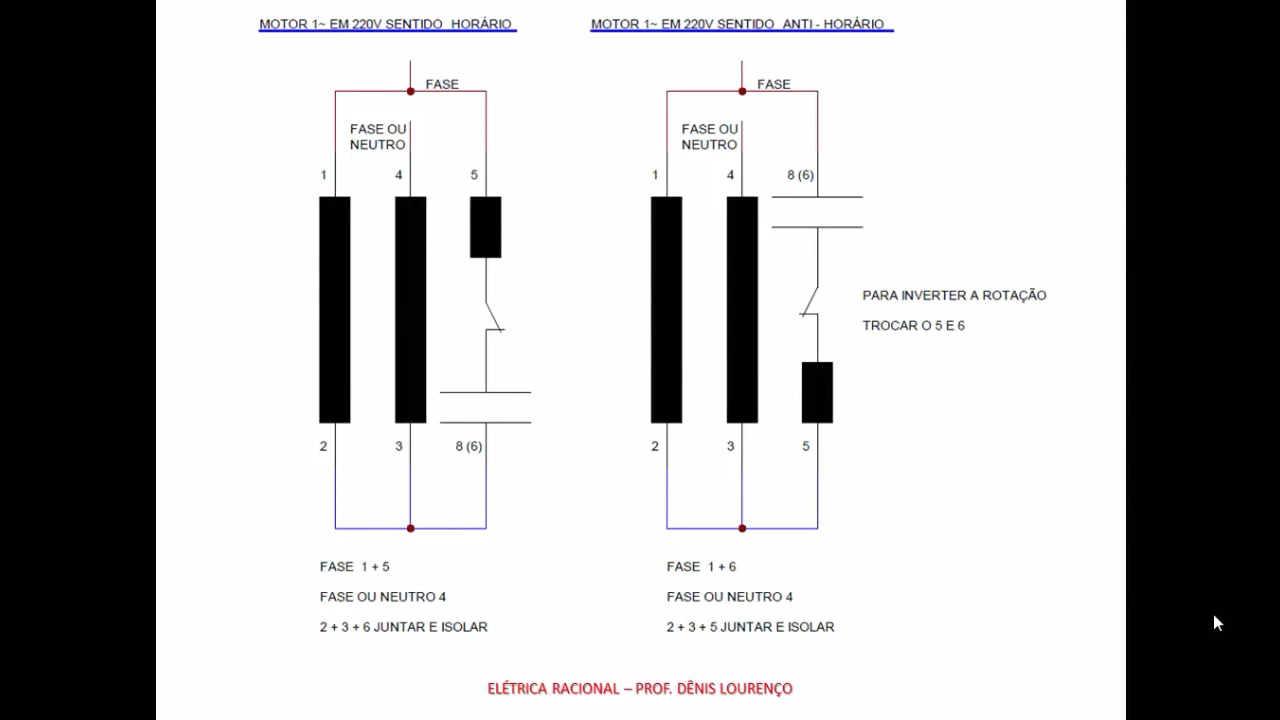 MOTOR 1~ EM 220V SENTIDO HORÁRIO
FASE
FASE OU
NEUTRO
1
4
5
2
3
8 (6)
FASE 1 + 5
FASE OU NEUTRO 4
2 + 3 + 6 JUNTAR E ISOLAR
MOTOR 1~ EM 220V SENTIDO ANTI - HORÁRIO
FASE
FASE OU
NEUTRO
1
4
8 (6)
PARA INVERTER A ROTAÇÃO
TROCAR O 5 E 6
2
3
5
FASE 1 + 6
FASE OU NEUTRO 4
2 + 3 + 5 JUNTAR E ISOLAR
ELÉTRICA RACIONAL – PROF. DÊNIS LOURENÇO